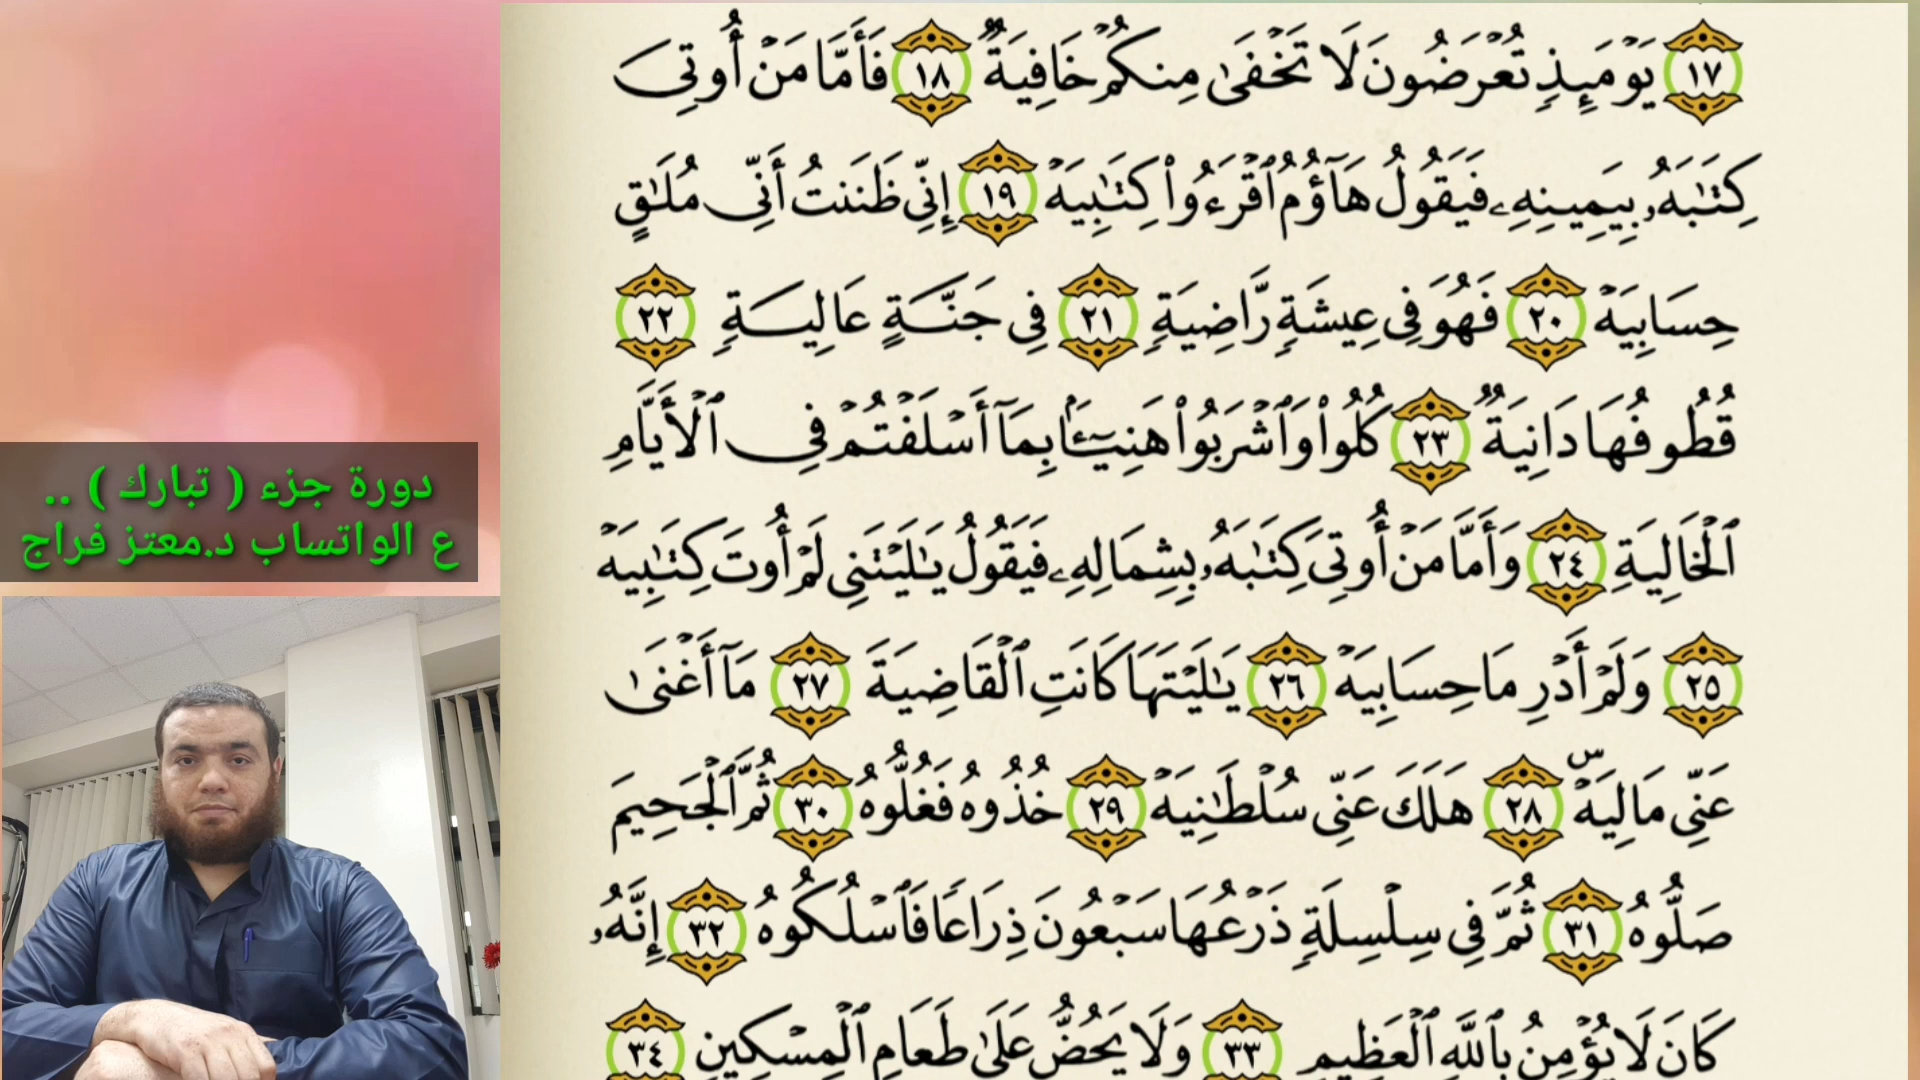 ١٧ يَوْمَئِذٍ تُعْرَضُونَ لَا تَخْفَىٰ مِنكُمْ خَافِيَةٌ ١٨ فَأَمَّا مَنْ أُوتِىَ
كِتَٰبَهُۥ بِيَمِينِهِۦ فَيَقُولُ هَآؤُمُ ٱقْرَءُوا۟ كِتَٰبِيَهْ ١٩ إِنِّى ظَنَنتُ أَنِّى مُلَٰقٍ
حِسَابِيَهْ ٢٠ فَهُوَ فِى عِيشَةٍ رَّاضِيَةٍ ٢١ فِى جَنَّةٍ عَالِيَةٍ ٢٢
قُطُوفُهَا دَانِيَةٌ ٢٣ كُلُوا۟ وَٱشْرَبُوا۟ هَنِيٓـًٔۢا بِمَآ أَسْلَفْتُمْ فِى ٱلْأَيَّامِ
ٱلْخَالِيَةِ ٢٤ وَأَمَّا مَنْ أُوتِىَ كِتَٰبَهُۥ بِشِمَالِهِۦ فَيَقُولُ يَٰلَيْتَنِى لَمْ أُوتَ كِتَٰبِيَهْ
٢٥ وَلَمْ أَدْرِ مَا حِسَابِيَهْ ٢٦ يَٰلَيْتَهَا كَانَتِ ٱلْقَاضِيَةَ ٢٧ مَآ أَغْنَىٰ
عَنِّى مَالِيَهْۜ ٢٨ هَلَكَ عَنِّى سُلْطَٰنِيَهْ ٢٩ خُذُوهُ فَغُلُّوهُ ٣٠ ثُمَّ ٱلْجَحِيمَ
صَلُّوهُ ٣١ ثُمَّ فِى سِلْسِلَةٍ ذَرْعُهَا سَبْعُونَ ذِرَاعًا فَٱسْلُكُوهُ ٣٢ إِنَّهُۥ
كَانَ لَا يُؤْمِنُ بِٱللَّهِ ٱلْعَظِيمِ ٣٣ وَلَا يَحُضُّ عَلَىٰ طَعَامِ ٱلْمِسْكِينِ ٣٤
دورة جزء ( تبارك ) ..
ع الواتساب د.معتز فراج